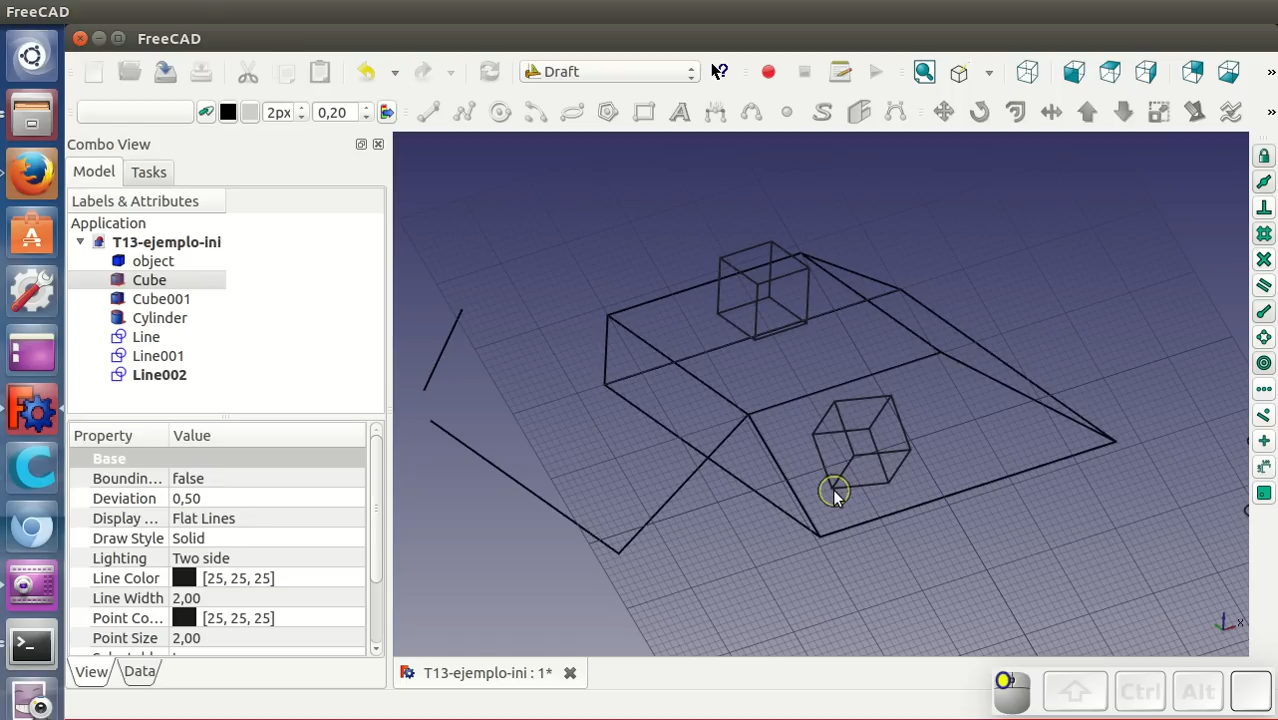 FreeCAD
FreeCAD
Draft
2px
0,20
Combo View
Model
Tasks
Labels & Attributes
Application
T13-ejemplo-ini
object
Cube
Cube001
Cylinder
Line
Line001
Line002
Property Value
Base
Boundin... false
Deviation 0,50
Display ... Flat Lines
Draw Style Solid
Lighting Two side
Line Color [25, 25, 25]
Line Width 2,00
Point Co... [25, 25, 25]
Point Size 2,00
View
Data
T13-ejemplo-ini : 1*
X
Ctrl
Alt